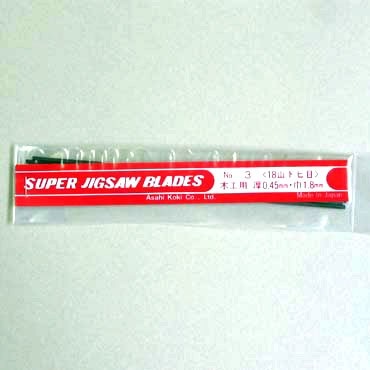 SUPER JIGSAW BLADES
Asahi Koki Co., Ltd.
No. 3 〈18山トビ目〉
木工用 厚0.45mm・巾1.8mm
Made in Japan